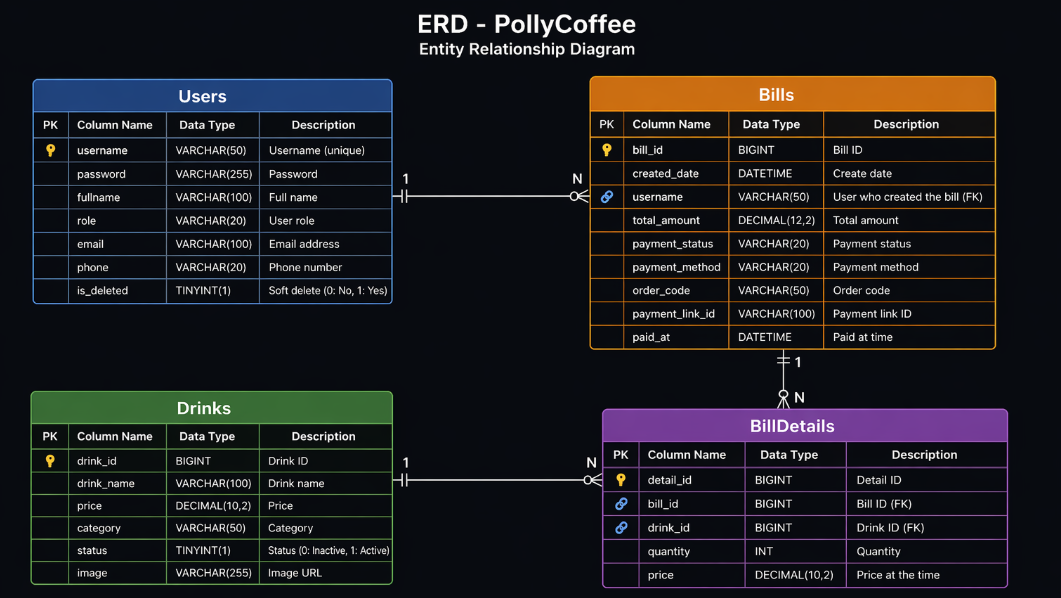 ERD - PollyCoffee
Entity Relationship Diagram
Users
PK Column Name Data Type Description
username VARCHAR(50) Username (unique)
password VARCHAR(255) Password
fullname VARCHAR(100) Full name
role VARCHAR(20) User role
email VARCHAR(100) Email address
phone VARCHAR(20) Phone number
is_deleted TINYINT(1) Soft delete (0: No, 1: Yes)
1
N
Bills
PK Column Name Data Type Description
bill_id BIGINT Bill ID
created_date DATETIME Create date
username VARCHAR(50) User who created the bill (FK)
total_amount DECIMAL(12,2) Total amount
payment_status VARCHAR(20) Payment status
payment_method VARCHAR(20) Payment method
order_code VARCHAR(50) Order code
payment_link_id VARCHAR(100) Payment link ID
paid_at DATETIME Paid at time
1
N
Drinks
PK Column Name Data Type Description
drink_id BIGINT Drink ID
drink_name VARCHAR(100) Drink name
price DECIMAL(10,2) Price
category VARCHAR(50) Category
status TINYINT(1) Status (0: Inactive, 1: Active)
image VARCHAR(255) Image URL
1
N
BillDetails
PK Column Name Data Type Description
detail_id BIGINT Detail ID
bill_id BIGINT Bill ID (FK)
drink_id BIGINT Drink ID (FK)
quantity INT Quantity
price DECIMAL(10,2) Price at the time